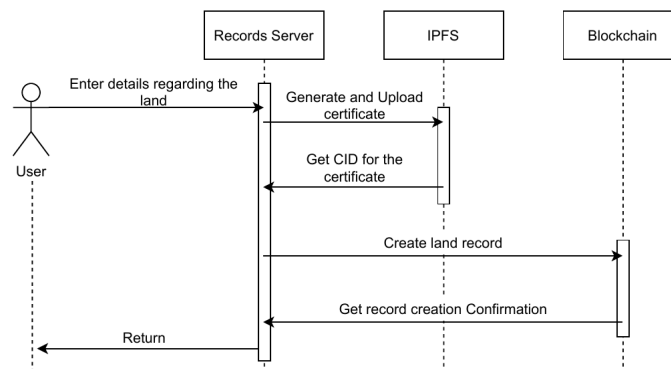 Records Server
IPFS
Blockchain
Enter details regarding the
land
Generate and Upload
certificate
User
Get CID for the
certificate
Create land record
Get record creation Confirmation
Return